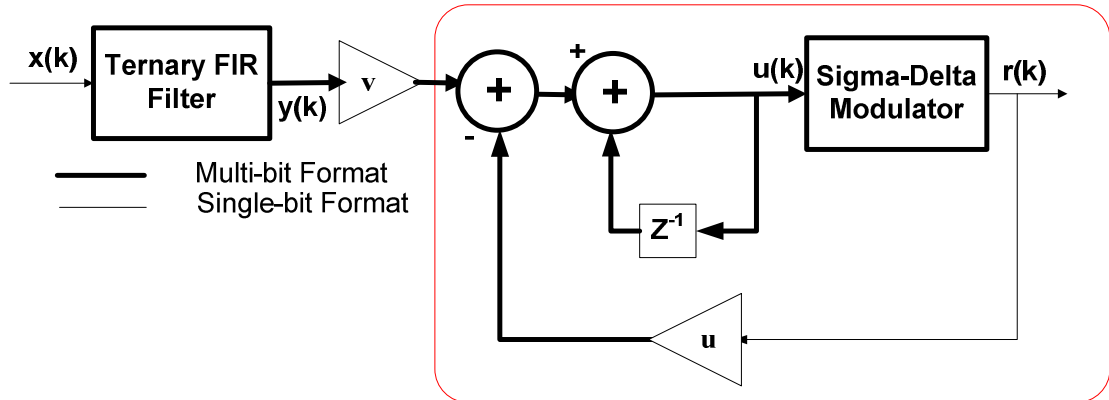 x(k)
Ternary FIR
Filter
y(k)
v
+
-
+
+
u(k)
Sigma-Delta
Modulator
r(k)
Z⁻¹
u
Multi-bit Format
Single-bit Format